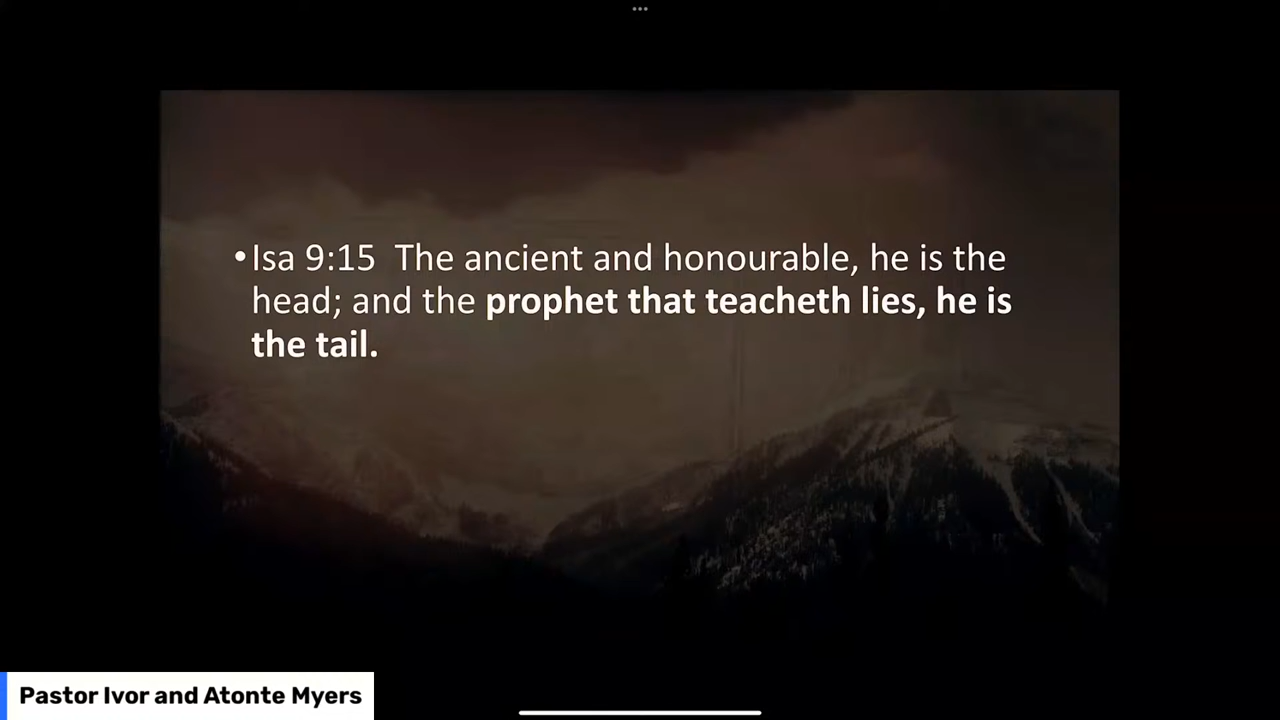 •Isa 9:15  The ancient and honourable, he is the
head; and the prophet that teacheth lies, he is
the tail.
Pastor Ivor and Atonte Myers